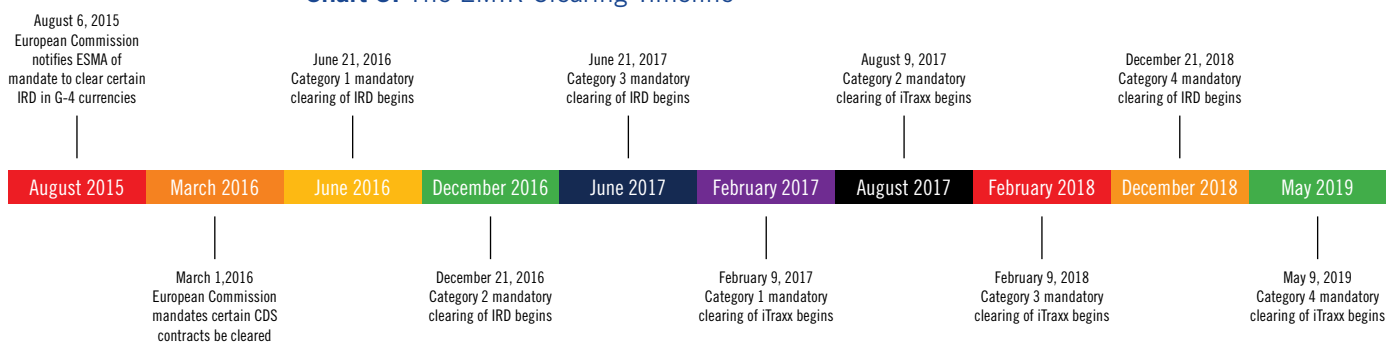 Chart 3: The EMIR Clearing Timeline
August 6, 2015
European Commission
notifies ESMA of
mandate to clear certain
IRD in G-4 currencies
June 21, 2016
Category 1 mandatory
clearing of IRD begins
June 21, 2017
Category 3 mandatory
clearing of IRD begins
August 9, 2017
Category 2 mandatory
clearing of iTraxx begins
December 21, 2018
Category 4 mandatory
clearing of IRD begins
August 2015
March 2016
June 2016
December 2016
June 2017
February 2017
August 2017
February 2018
December 2018
May 2019
March 1,2016
European Commission
mandates certain CDS
contracts be cleared
December 21, 2016
Category 2 mandatory
clearing of IRD begins
February 9, 2017
Category 1 mandatory
clearing of iTraxx begins
February 9, 2018
Category 3 mandatory
clearing of iTraxx begins
May 9, 2019
Category 4 mandatory
clearing of iTraxx begins